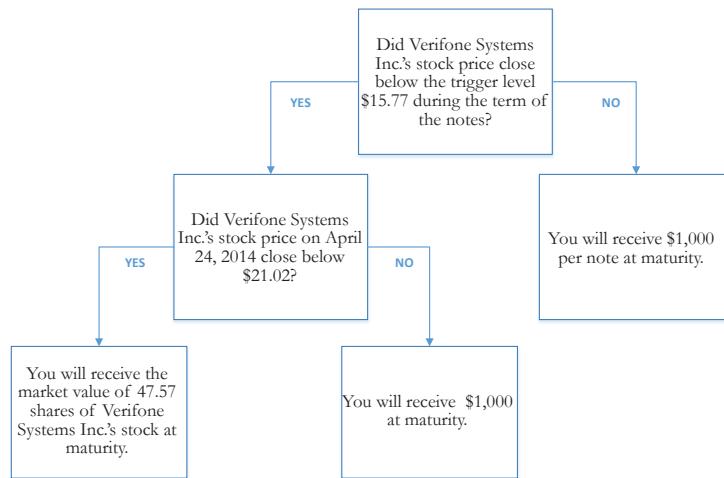 Did Verifone Systems
Inc.'s stock price close
below the trigger level
$15.77 during the term of
the notes?
YES
NO
Did Verifone Systems
Inc.'s stock price on April
24, 2014 close below
$21.02?
You will receive $1,000
per note at maturity.
YES
NO
You will receive the
market value of 47.57
shares of Verifone
Systems Inc.'s stock at
maturity.
You will receive $1,000
at maturity.